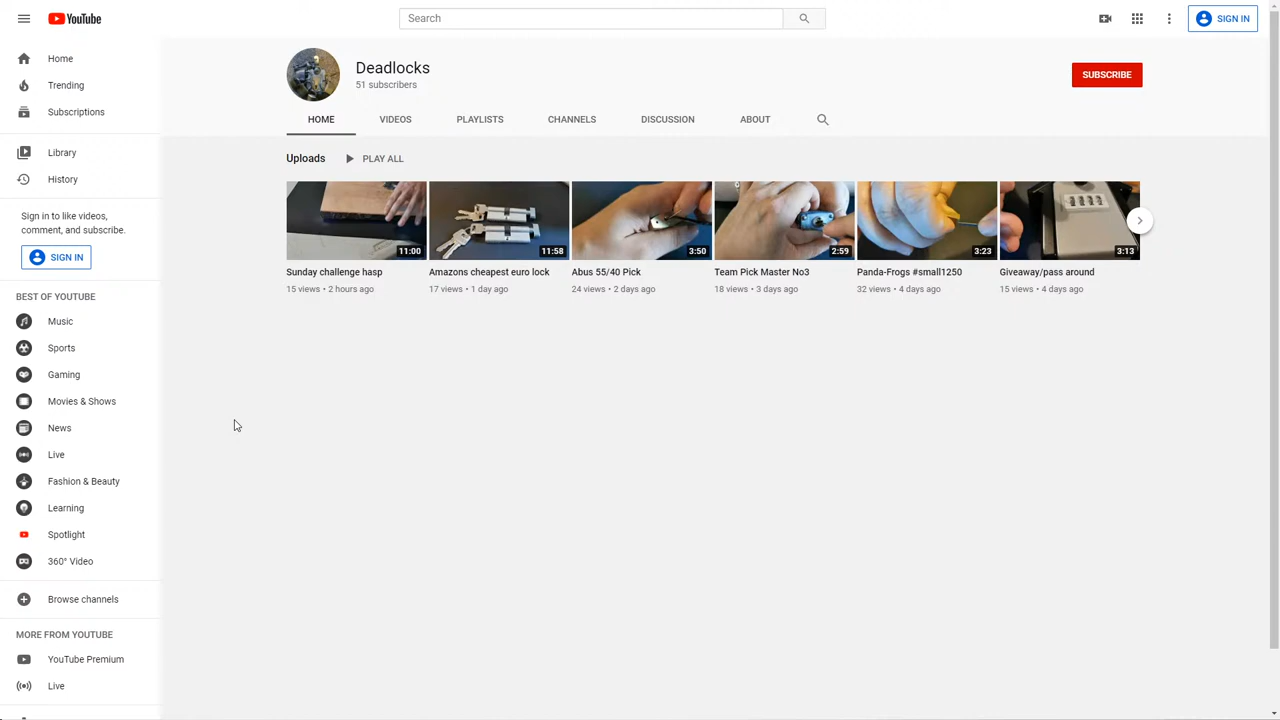 YouTube
Search
SIGN IN
Home
Trending
Subscriptions
Library
History
Sign in to like videos,
comment, and subscribe.
SIGN IN
BEST OF YOUTUBE
Music
Sports
Gaming
Movies & Shows
News
Live
Fashion & Beauty
Learning
Spotlight
360° Video
Browse channels
MORE FROM YOUTUBE
YouTube Premium
Live
Deadlocks
51 subscribers
SUBSCRIBE
HOME VIDEOS PLAYLISTS CHANNELS DISCUSSION ABOUT
Uploads PLAY ALL
11:00
Sunday challenge hasp
15 views • 2 hours ago
11:58
Amazons cheapest euro lock
17 views • 1 day ago
3:50
Abus 55/40 Pick
24 views • 2 days ago
2:59
Team Pick Master No3
18 views • 3 days ago
3:23
Panda-Frogs #small1250
32 views • 4 days ago
3:13
Giveaway/pass around
15 views • 4 days ago